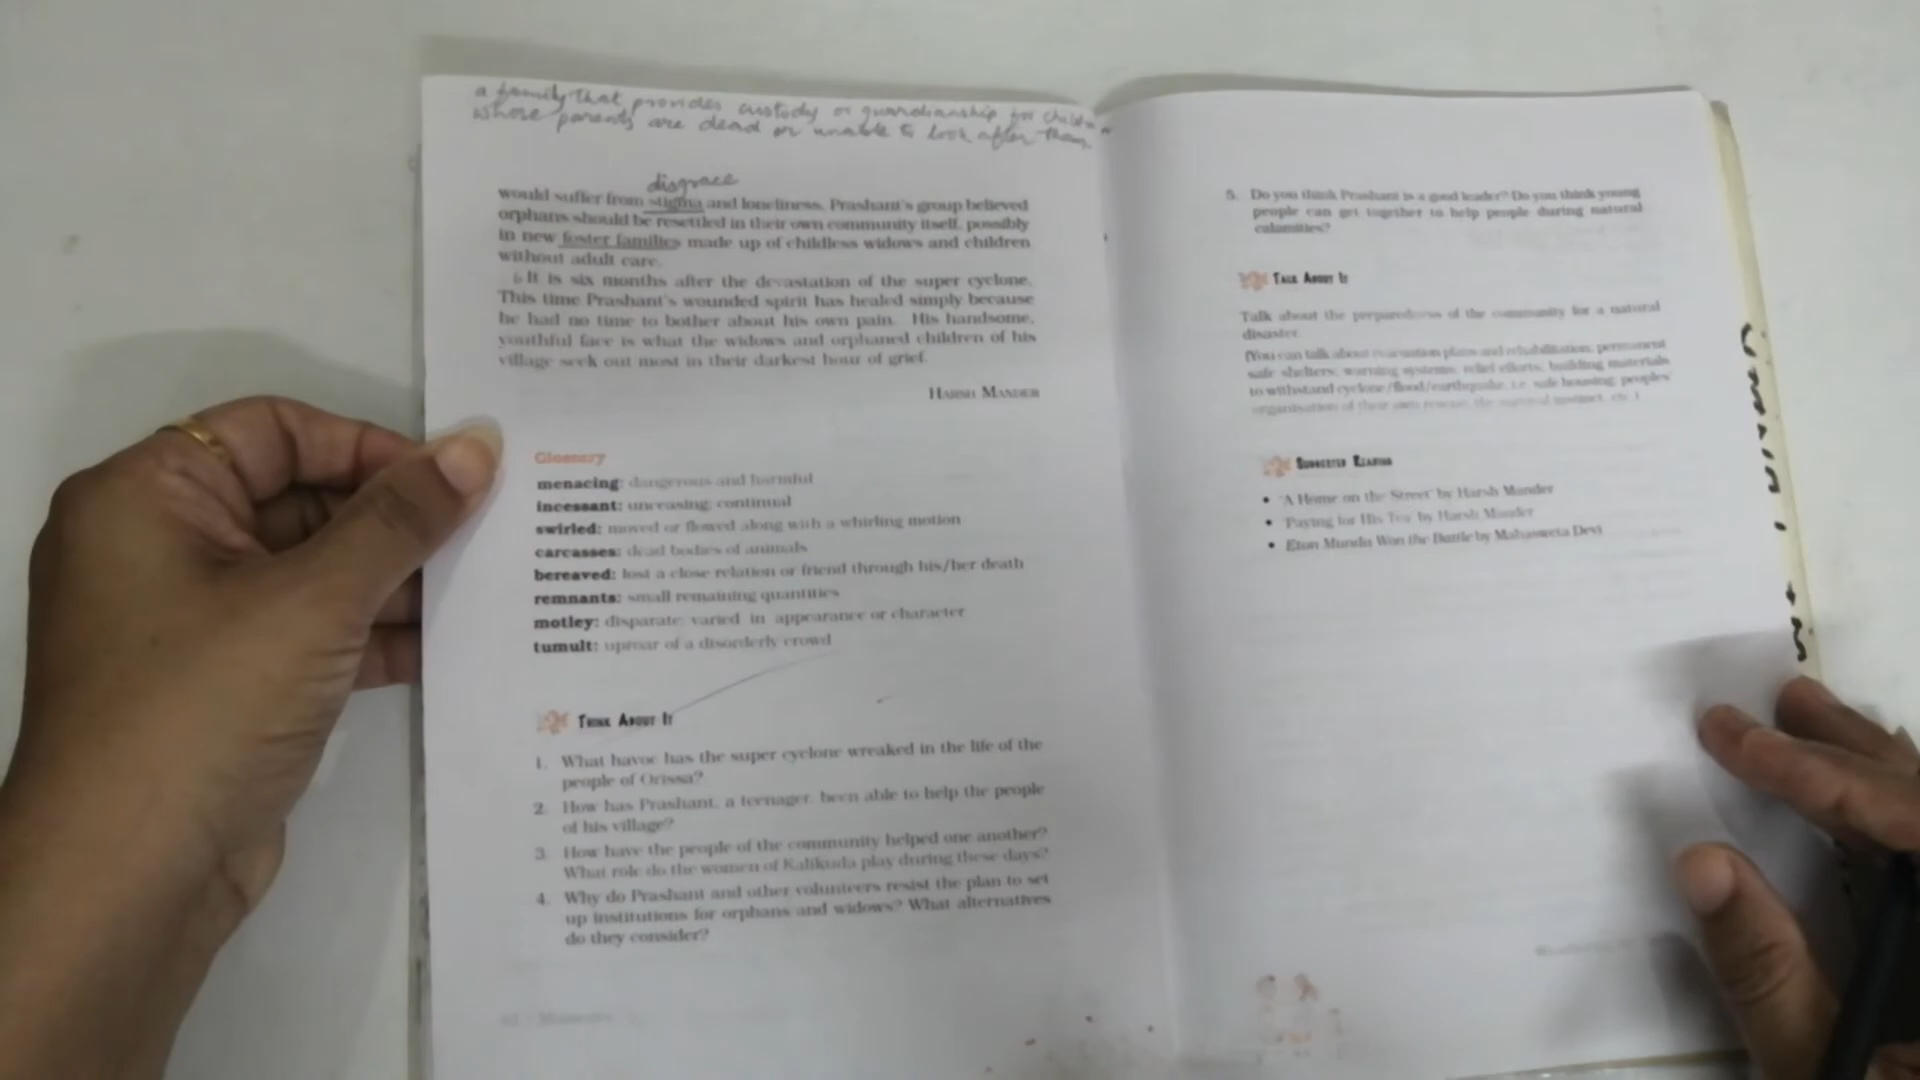 a family that provides custody or guardianship for
whose parents are dead or unable to look after them
disgrace
would suffer from stigma and loneliness. Prashant's group believed
orphans should be resettled in their own community itself, possibly
in new foster families made up of childless widows and children
without adult care.
6 It is six months after the devastation of the super cyclone.
This time Prashant's wounded spirit has healed simply because
he had no time to bother about his own pain. His handsome,
youthful face is what the widows and orphaned children of his
village seek out most in their darkest hour of grief.
HARSH MANDER
Glossary
menacing: dangerous and harmful
incessant: unceasing; continual
swirled: moved or flowed along with a whirling motion
carcasses: dead bodies of animals
bereaved: lost a close relation or friend through his/her death
remnants: small remaining quantities
motley: disparate; varied in appearance or character
tumult: uproar of a disorderly crowd
THINK ABOUT IT
1. What havoc has the super cyclone wreaked in the life of the
people of Orissa?
2. How has Prashant, a teenager, been able to help the people
of his village?
3. How have the people of the community helped one another?
What role do the women of Kalikuda play during these days?
4. Why do Prashant and other volunteers resist the plan to set
up institutions for orphans and widows? What alternatives
do they consider?
5. Do you think Prashant is a good leader? Do you think young
people can get together to help people during natural
calamities?
TALK ABOUT IT
Talk about the preparedness of the community for a natural
disaster.
(You can talk about evacuation plans and rehabilitation; permanent
safe shelters; warning systems; relief efforts; building materials
to withstand cyclone/flood/earthquake, i.e. safe housing; peoples'
organisation of their own rescue; the survival instinct, etc.)
SUGGESTED READING
• 'A Home on the Street' by Harsh Mander
• 'Paying for His Tea' by Harsh Mander
• Eton Munda Won the Battle by Mahasweta Devi